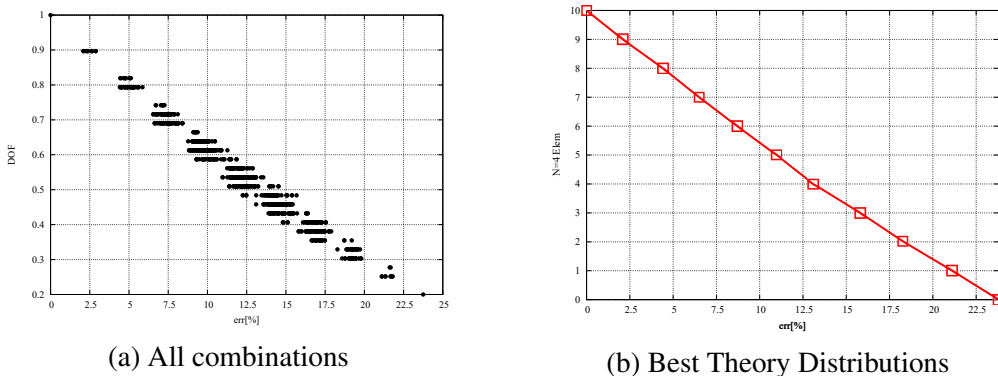 1
0.9
0.8
0.7
0.6
0.5
0.4
0.3
0.2
DOF
0 2.5 5 7.5 10 12.5 15 17.5 20 22.5 25
err[%]
(a) All combinations
10
9
8
7
6
5
4
3
2
1
0
N=4 Elem
0 2.5 5 7.5 10 12.5 15 17.5 20 22.5
err[%]
(b) Best Theory Distributions